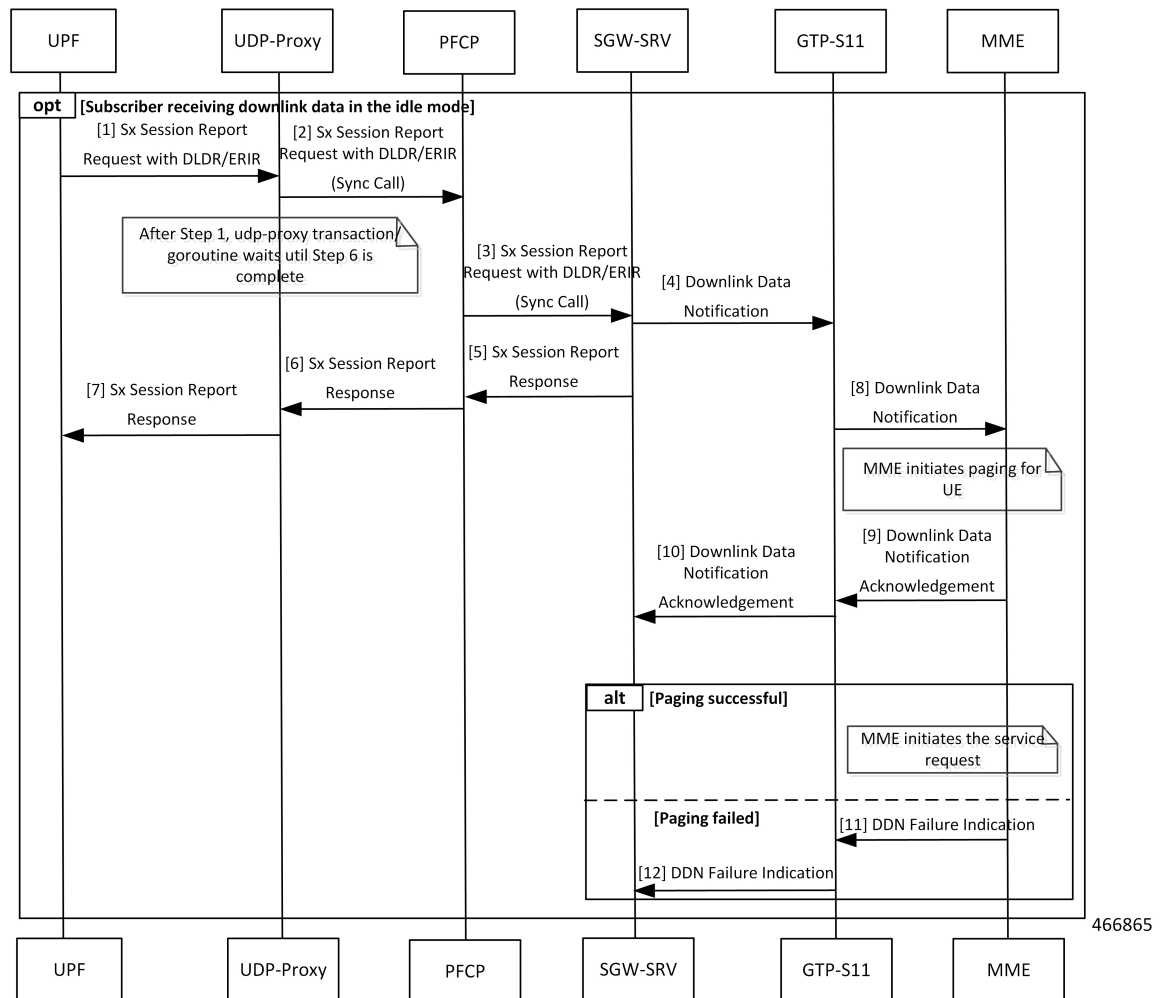 UPF
UDP-Proxy
PFCP
SGW-SRV
GTP-S11
MME
opt
[Subscriber receiving downlink data in the idle mode]
[1] Sx Session Report
Request with DLDR/ERIR
[2] Sx Session Report
Request with DLDR/ERIR
(Sync Call)
After Step 1, udp-proxy transaction/
goroutine waits util Step 6 is
complete
[3] Sx Session Report
Request with DLDR/ERIR
(Sync Call)
[4] Downlink Data
Notification
[5] Sx Session Report
Response
[6] Sx Session Report
Response
[7] Sx Session Report
Response
[8] Downlink Data
Notification
MME initiates paging for
UE
[9] Downlink Data
Notification
Acknowledgement
[10] Downlink Data
Notification
Acknowledgement
alt
[Paging successful]
MME initiates the service
request
[Paging failed]
[11] DDN Failure Indication
[12] DDN Failure Indication
466865
UPF
UDP-Proxy
PFCP
SGW-SRV
GTP-S11
MME